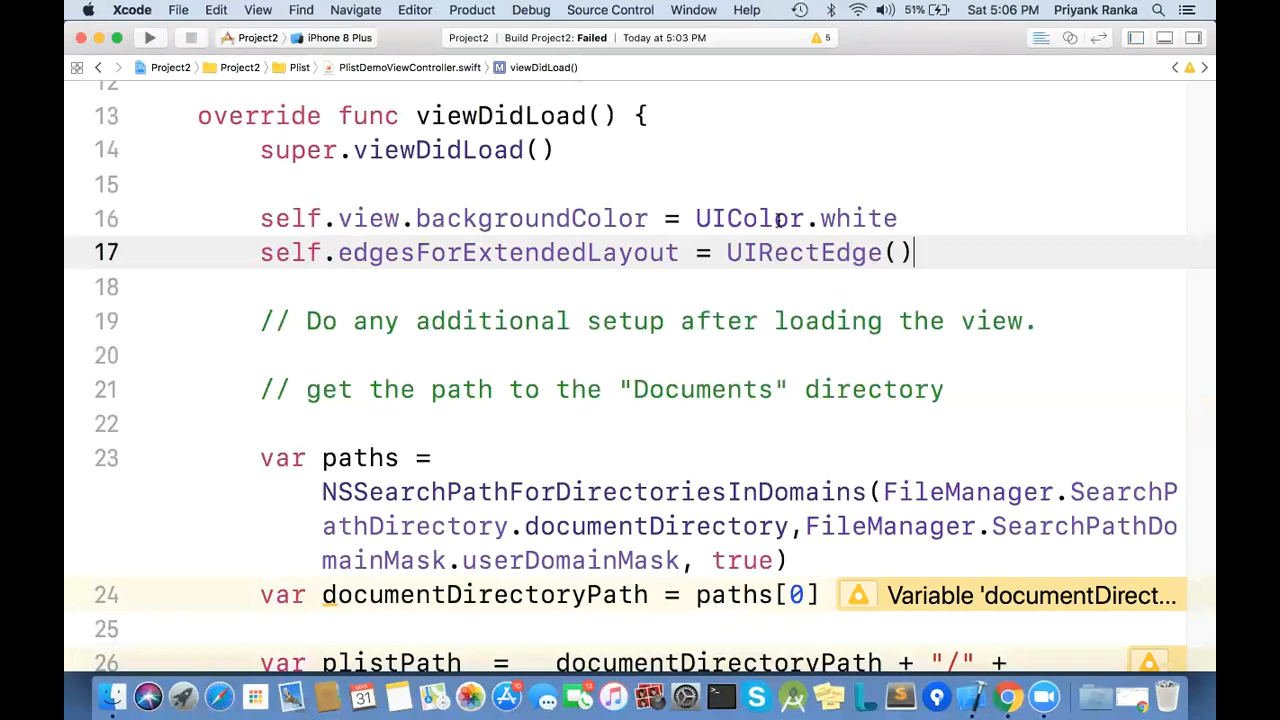 Xcode File Edit View Find Navigate Editor Product Debug Source Control Window Help 51% Sat 5:06 PM Priyank Ranka
Project2 iPhone 8 Plus Project2 Build Project2: Failed Today at 5:03 PM 5
Project2 Project2 Plist PlistDemoViewController.swift M viewDidLoad()
12
13 override func viewDidLoad() {
14 super.viewDidLoad()
15
16 self.view.backgroundColor = UIColor.white
17 self.edgesForExtendedLayout = UIRectEdge()
18
19 // Do any additional setup after loading the view.
20
21 // get the path to the "Documents" directory
22
23 var paths =
NSSearchPathForDirectoriesInDomains(FileManager.SearchP
athDirectory.documentDirectory,FileManager.SearchPathDo
mainMask.userDomainMask, true)
24 var documentDirectoryPath = paths[0] Variable 'documentDirect...
25
26 var plistPath = documentDirectoryPath + "/" +